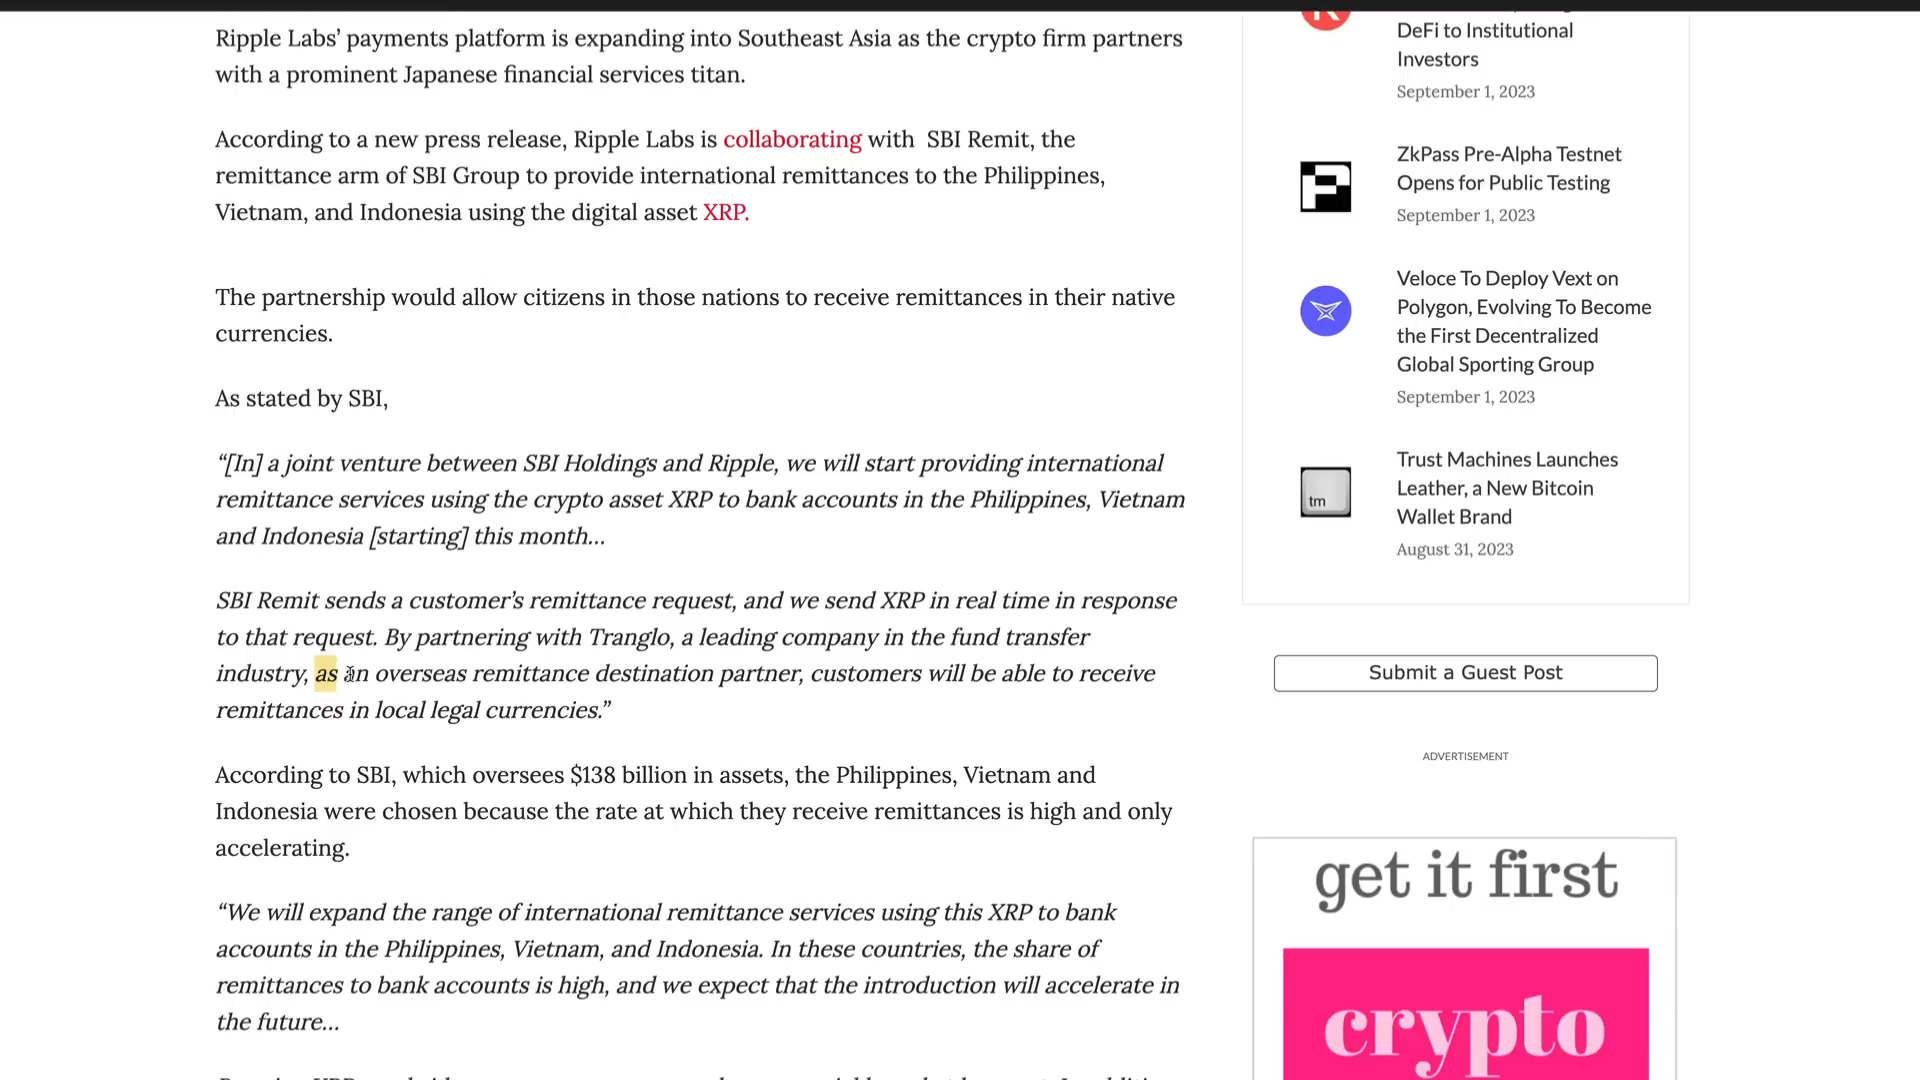 Ripple Labs’ payments platform is expanding into Southeast Asia as the crypto firm partners
with a prominent Japanese financial services titan.
According to a new press release, Ripple Labs is collaborating with SBI Remit, the
remittance arm of SBI Group to provide international remittances to the Philippines,
Vietnam, and Indonesia using the digital asset XRP.
The partnership would allow citizens in those nations to receive remittances in their native
currencies.
As stated by SBI,
“[In] a joint venture between SBI Holdings and Ripple, we will start providing international
remittance services using the crypto asset XRP to bank accounts in the Philippines, Vietnam
and Indonesia [starting] this month…
SBI Remit sends a customer’s remittance request, and we send XRP in real time in response
to that request. By partnering with Tranglo, a leading company in the fund transfer
industry, as an overseas remittance destination partner, customers will be able to receive
remittances in local legal currencies.”
According to SBI, which oversees $138 billion in assets, the Philippines, Vietnam and
Indonesia were chosen because the rate at which they receive remittances is high and only
accelerating.
“We will expand the range of international remittance services using this XRP to bank
accounts in the Philippines, Vietnam, and Indonesia. In these countries, the share of
remittances to bank accounts is high, and we expect that the introduction will accelerate in
the future…
DeFi to Institutional
Investors
September 1, 2023
ZkPass Pre-Alpha Testnet
Opens for Public Testing
September 1, 2023
Veloce To Deploy Vext on
Polygon, Evolving To Become
the First Decentralized
Global Sporting Group
September 1, 2023
tm
Trust Machines Launches
Leather, a New Bitcoin
Wallet Brand
August 31, 2023
Submit a Guest Post
ADVERTISEMENT
get it first
crypto